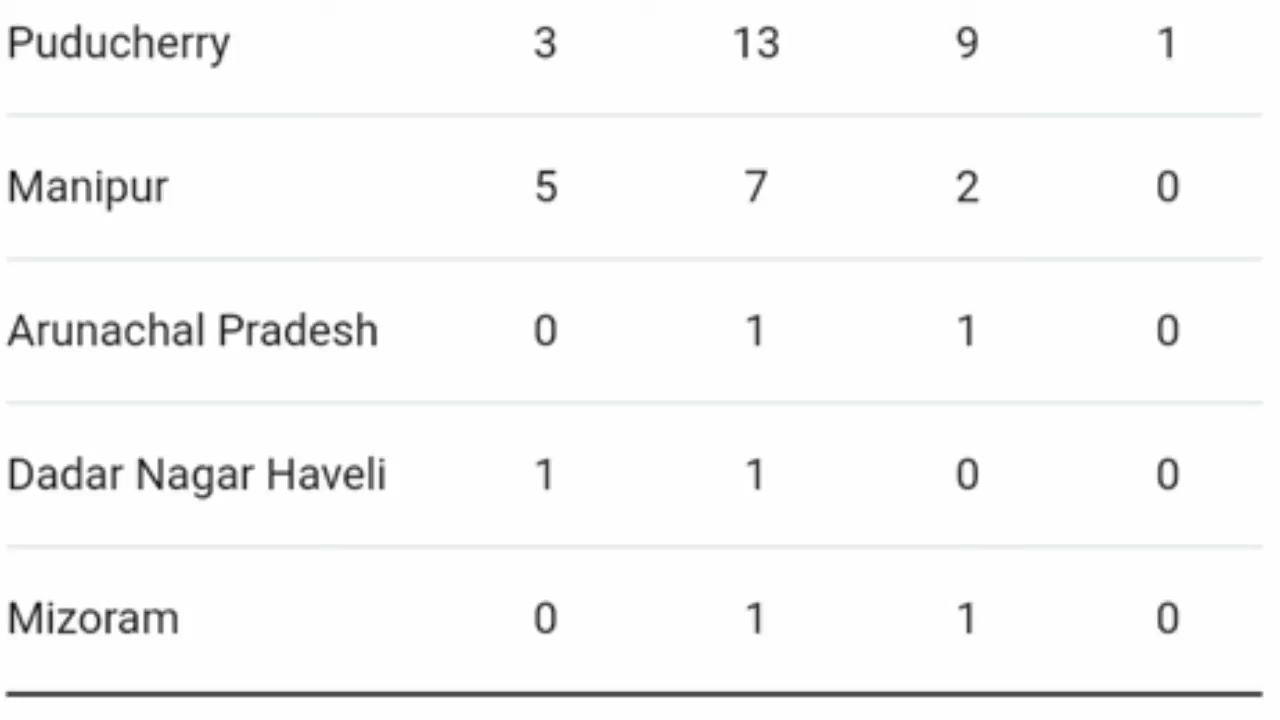 Puducherry 3 13 9 1
Manipur 5 7 2 0
Arunachal Pradesh 0 1 1 0
Dadar Nagar Haveli 1 1 0 0
Mizoram 0 1 1 0